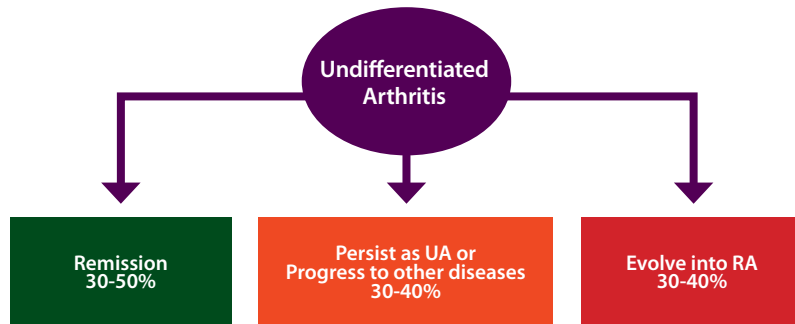 Undifferentiated
Arthritis
Remission
30-50%
Persist as UA or
Progress to other diseases
30-40%
Evolve into RA
30-40%